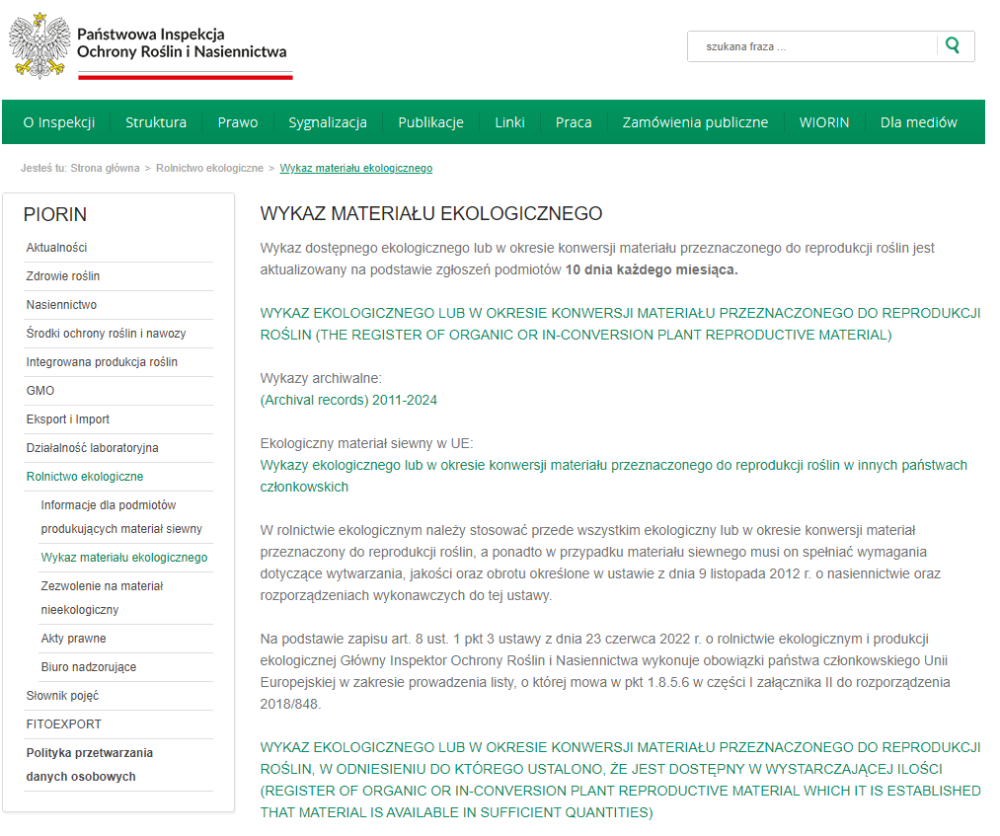 Państwowa Inspekcja
Ochrony Roślin i Nasiennictwa
szukana fraza ...
O Inspekcji
Struktura
Prawo
Sygnalizacja
Publikacje
Linki
Praca
Zamówienia publiczne
WIORIN
Dla mediów
Jesteś tu: Strona główna > Rolnictwo ekologiczne > Wykaz materiału ekologicznego
PIORIN
Aktualności
Zdrowie roślin
Nasiennictwo
Środki ochrony roślin i nawozy
Integrowana produkcja roślin
GMO
Eksport i Import
Działalność laboratoryjna
Rolnictwo ekologiczne
Informacje dla podmiotów
produkujących materiał siewny
Wykaz materiału ekologicznego
Zezwolenie na materiał
nieekologiczny
Akty prawne
Biuro nadzorujące
Słownik pojęć
FITOEXPORT
Polityka przetwarzania
danych osobowych
WYKAZ MATERIAŁU EKOLOGICZNEGO
Wykaz dostępnego ekologicznego lub w okresie konwersji materiału przeznaczonego do reprodukcji roślin jest
aktualizowany na podstawie zgłoszeń podmiotów 10 dnia każdego miesiąca.
WYKAZ EKOLOGICZNEGO LUB W OKRESIE KONWERSJI MATERIAŁU PRZEZNACZONEGO DO REPRODUKCJI
ROŚLIN (THE REGISTER OF ORGANIC OR IN-CONVERSION PLANT REPRODUCTIVE MATERIAL)
Wykazy archiwalne:
(Archival records) 2011-2024
Ekologiczny materiał siewny w UE:
Wykazy ekologicznego lub w okresie konwersji materiału przeznaczonego do reprodukcji roślin w innych państwach
członkowskich
W rolnictwie ekologicznym należy stosować przede wszystkim ekologiczny lub w okresie konwersji materiał
przeznaczony do reprodukcji roślin, a ponadto w przypadku materiału siewnego musi on spełniać wymagania
dotyczące wytwarzania, jakości oraz obrotu określone w ustawie z dnia 9 listopada 2012 r. o nasiennictwie oraz
rozporządzeniach wykonawczych do tej ustawy.
Na podstawie zapisu art. 8 ust. 1 pkt 3 ustawy z dnia 23 czerwca 2022 r. o rolnictwie ekologicznym i produkcji
ekologicznej Główny Inspektor Ochrony Roślin i Nasiennictwa wykonuje obowiązki państwa członkowskiego Unii
Europejskiej w zakresie prowadzenia listy, o której mowa w pkt 1.8.5.6 w części I załącznika II do rozporządzenia
2018/848.
WYKAZ EKOLOGICZNEGO LUB W OKRESIE KONWERSJI MATERIAŁU PRZEZNACZONEGO DO REPRODUKCJI
ROŚLIN, W ODNIESIENIU DO KTÓREGO USTALONO, ŻE JEST DOSTĘPNY W WYSTARCZAJĄCEJ ILOŚCI
(REGISTER OF ORGANIC OR IN-CONVERSION PLANT REPRODUCTIVE MATERIAL WHICH IT IS ESTABLISHED
THAT MATERIAL IS AVAILABLE IN SUFFICIENT QUANTITIES)